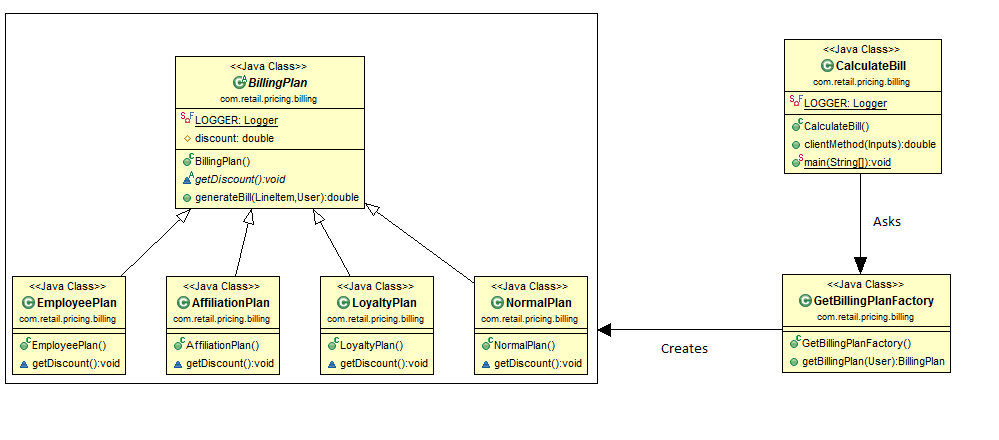 <<Java Class>>
BillingPlan
com.retail.pricing.billing
LOGGER: Logger
discount: double
BillingPlan()
getDiscount():void
generateBill(LineItem,User):double
<<Java Class>>
EmployeePlan
com.retail.pricing.billing
EmployeePlan()
getDiscount():void
<<Java Class>>
AffiliationPlan
com.retail.pricing.billing
AffiliationPlan()
getDiscount():void
<<Java Class>>
LoyaltyPlan
com.retail.pricing.billing
LoyaltyPlan()
getDiscount():void
<<Java Class>>
NormalPlan
com.retail.pricing.billing
NormalPlan()
getDiscount():void
<<Java Class>>
CalculateBill
com.retail.pricing.billing
LOGGER: Logger
CalculateBill()
clientMethod(Inputs):double
main(String[]):void
Asks
<<Java Class>>
GetBillingPlanFactory
com.retail.pricing.billing
GetBillingPlanFactory()
getBillingPlan(User):BillingPlan
Creates